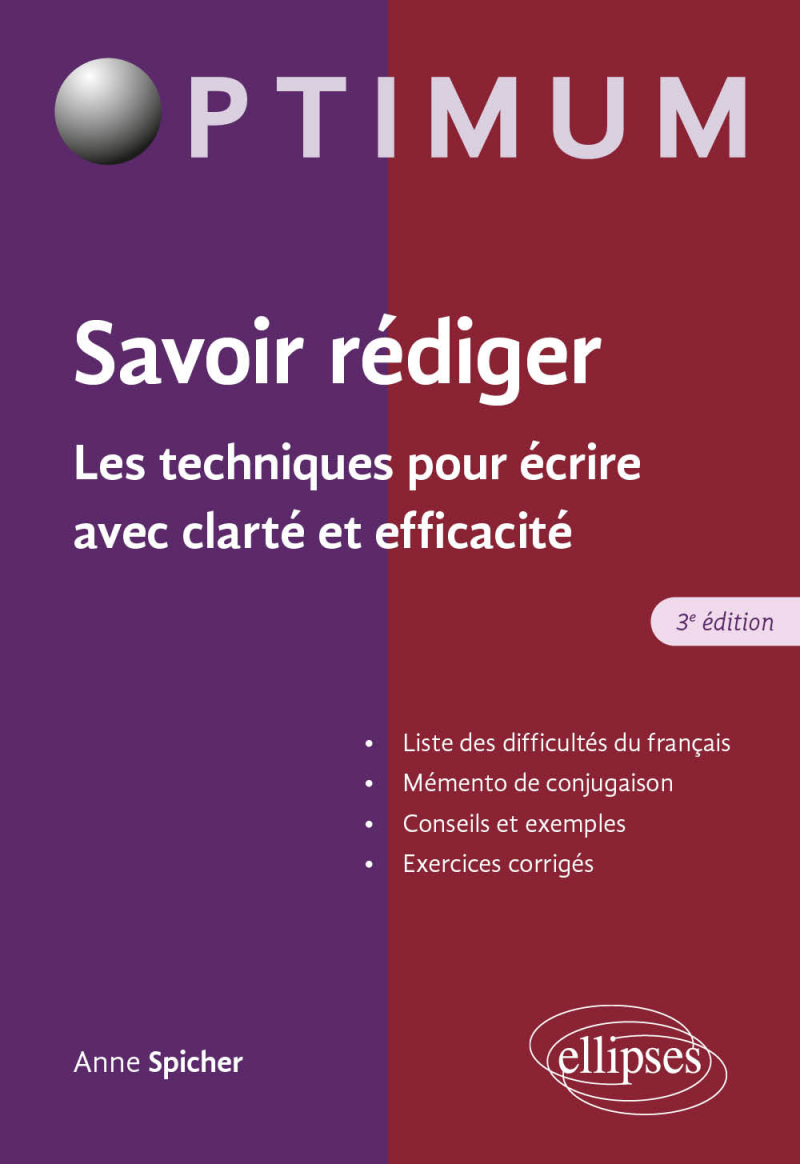 OPTIMUM
Savoir rédiger
Les techniques pour écrire
avec clarté et efficacité
3e édition
• Liste des difficultés du français
• Mémento de conjugaison
• Conseils et exemples
• Exercices corrigés
Anne Spicher
ellipses